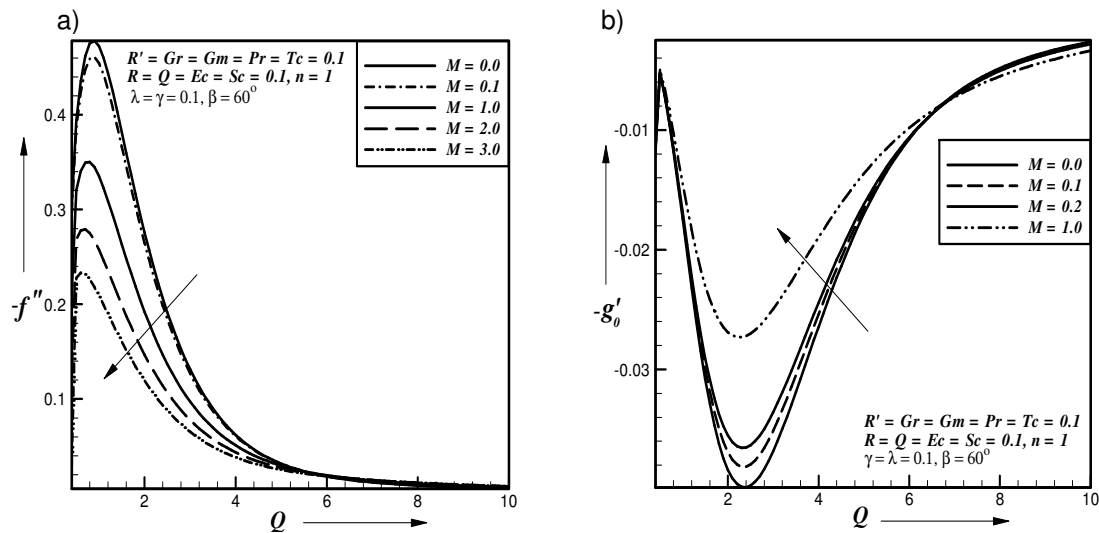 a)
R' = Gr = Gm = Pr = Tc = 0.1
R = Q = Ec = Sc = 0.1, n = 1
λ = γ = 0.1, β = 60°
M = 0.0
M = 0.1
M = 1.0
M = 2.0
M = 3.0
0.4
0.3
0.2
0.1
-f''
2
4
6
8
10
Q
b)
M = 0.0
M = 0.1
M = 0.2
M = 1.0
-0.01
-0.02
-0.03
-g'₀
R' = Gr = Gm = Pr = Tc = 0.1
R = Q = Ec = Sc = 0.1, n = 1
γ = λ = 0.1, β = 60°
2
4
6
8
10
Q